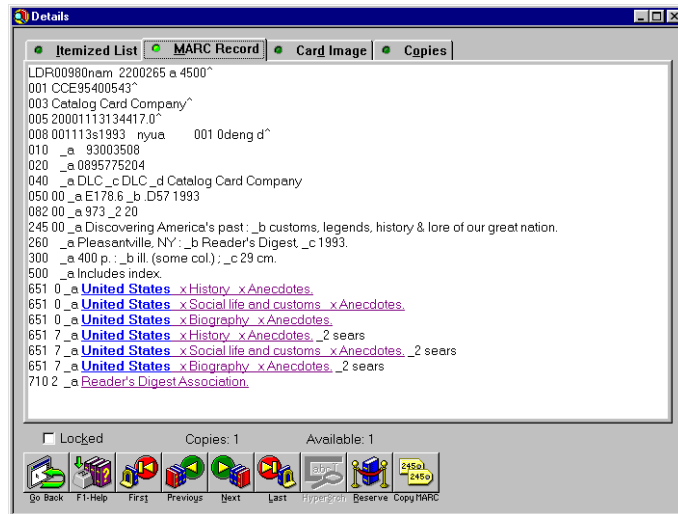 Details
Itemized List MARC Record Card Image Copies
LDR00980nam 2200265 a 4500^
001 CCE95400543^
003 Catalog Card Company^
005 20001113134417.0^
008 001113s1993 nyua 001 0deng d^
010 _a 93003508
020 _a 0895775204
040 _a DLC _c DLC _d Catalog Card Company
050 00 _a E178.6 _b .D57 1993
082 00 _a 973 _2 20
245 00 _a Discovering America's past : _b customs, legends, history & lore of our great nation.
260 _a Pleasantville, NY : _b Reader's Digest, _c 1993.
300 _a 400 p. : _b ill. (some col.) ; _c 29 cm.
500 _a Includes index.
651 0 _a United States _x History _x Anecdotes.
651 0 _a United States _x Social life and customs _x Anecdotes.
651 0 _a United States _x Biography _x Anecdotes.
651 7 _a United States _x History _x Anecdotes. _2 sears
651 7 _a United States _x Social life and customs _x Anecdotes. _2 sears
651 7 _a United States _x Biography _x Anecdotes. _2 sears
710 2 _a Reader's Digest Association.
Locked Copies: 1 Available: 1
abcI 245@1 245@1
Go Back F1-Help First Previous Next Last HyperSrch Reserve Copy MARC